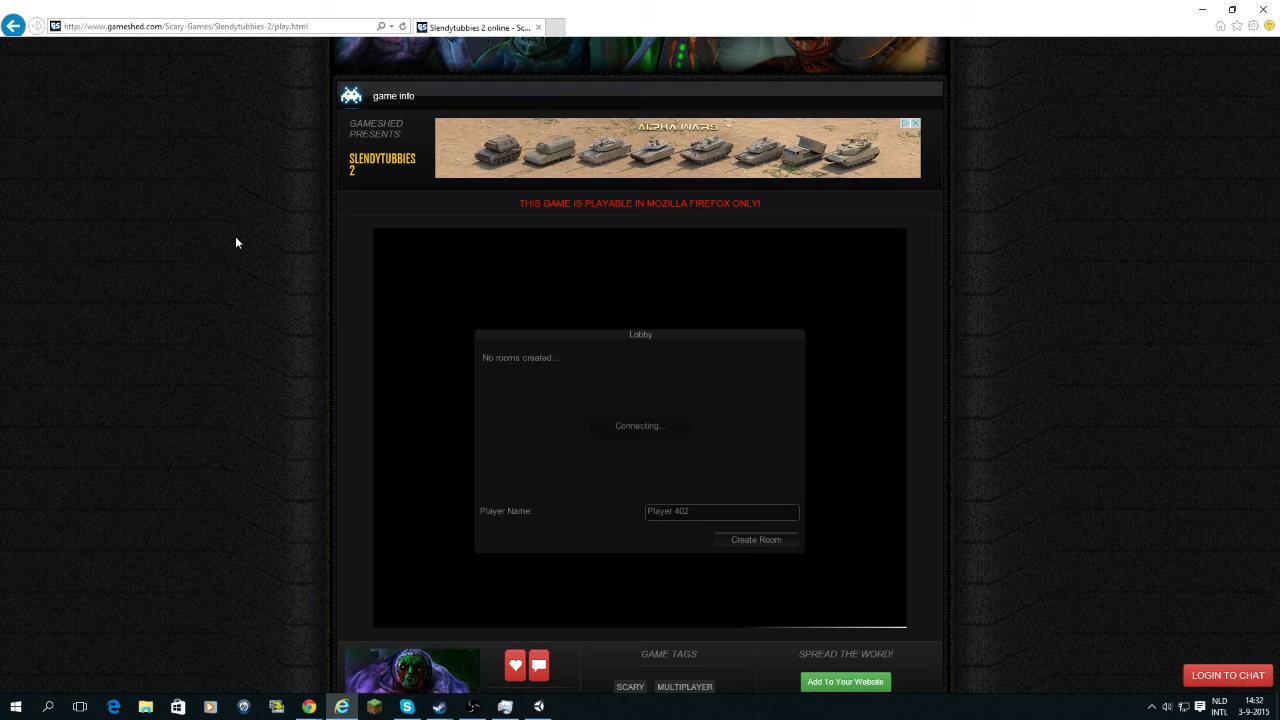 http://www.gameshed.com/Scary-Games/Slendytubbies-2/play.html
Slendytubbies 2 online - Sc...
game info
GAMESHED
PRESENTS:
SLENDYTUBBIES
2
ALPHA WARS
THIS GAME IS PLAYABLE IN MOZILLA FIREFOX ONLY!
Lobby
No rooms created...
Connecting...
Player Name:
Player 402
Create Room
GAME TAGS
SPREAD THE WORD!
SCARY
MULTIPLAYER
Add To Your Website
LOGIN TO CHAT
NLD
INTL
14:32
3-9-2015